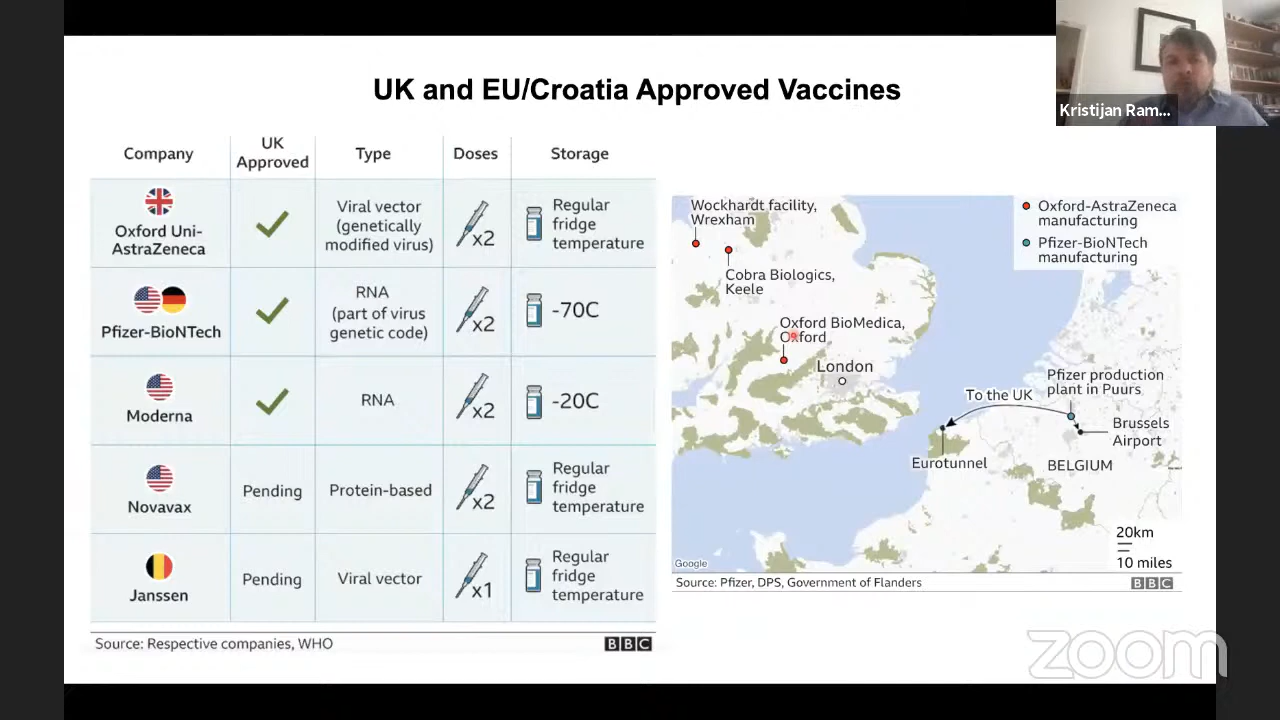 UK and EU/Croatia Approved Vaccines
Kristijan Ram...
Company
UK
Approved
Type
Doses
Storage
Oxford Uni-
AstraZeneca
Viral vector
(genetically
modified virus)
x2
Regular
fridge
temperature
Pfizer-BioNTech
RNA
(part of virus
genetic code)
x2
-70C
Moderna
RNA
x2
-20C
Novavax
Pending
Protein-based
x2
Regular
fridge
temperature
Janssen
Pending
Viral vector
x1
Regular
fridge
temperature
Source: Respective companies, WHO
BBC
Wockhardt facility,
Wrexham
Cobra Biologics,
Keele
Oxford BioMedica,
Oxford
London
Oxford-AstraZeneca
manufacturing
Pfizer-BioNTech
manufacturing
To the UK
Pfizer production
plant in Puurs
Brussels
Airport
Eurotunnel
BELGIUM
20km
10 miles
Google
Source: Pfizer, DPS, Government of Flanders
BBC
zoom